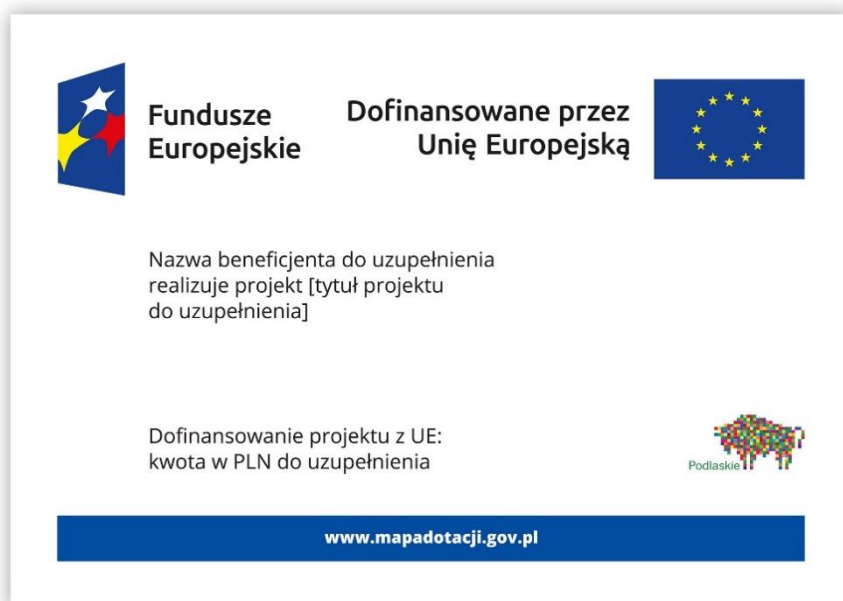 Fundusze
Europejskie
Dofinansowane przez
Unię Europejską
Nazwa beneficjenta do uzupełnienia
realizuje projekt [tytuł projektu
do uzupełnienia]
Dofinansowanie projektu z UE:
kwota w PLN do uzupełnienia
Podlaskie
www.mapadotacji.gov.pl